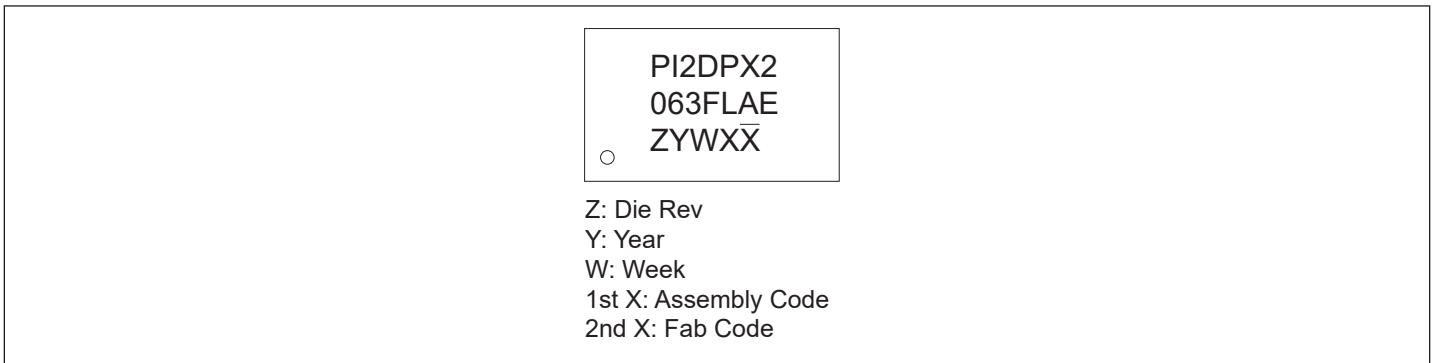 PI2DPX2
063FLAE
ZYWXX̅
Z: Die Rev
Y: Year
W: Week
1st X: Assembly Code
2nd X: Fab Code